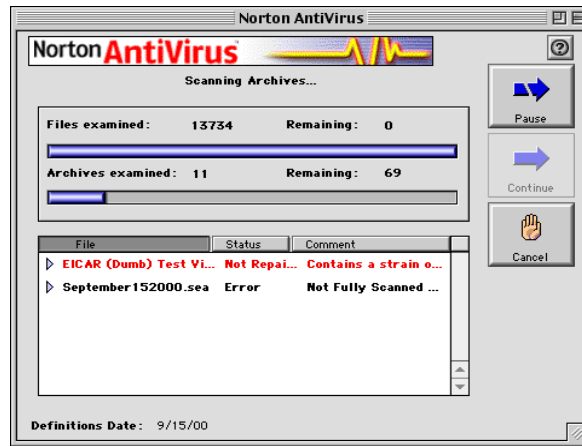 Norton AntiVirus
Norton AntiVirus
Scanning Archives...
Files examined: 13734 Remaining: 0
Archives examined: 11 Remaining: 69
File Status Comment
EICAR (Dumb) Test Vi... Not Repai... Contains a strain o...
September152000.sea Error Not Fully Scanned ...
Definitions Date: 9/15/00
?
Pause
Continue
Cancel